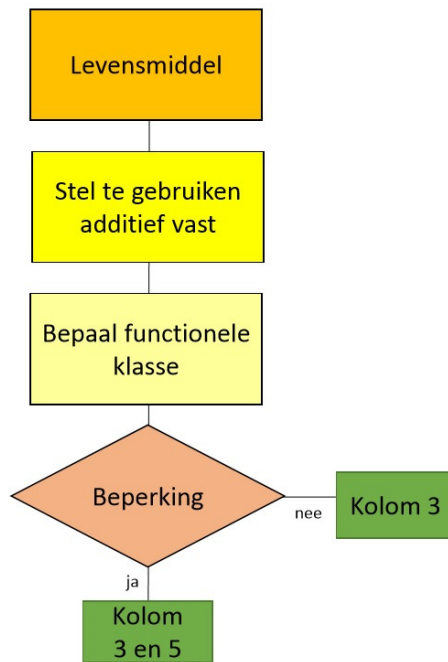 Levensmiddel
Stel te gebruiken
additief vast
Bepaal functionele
klasse
Beperking
nee
Kolom 3
ja
Kolom
3 en 5